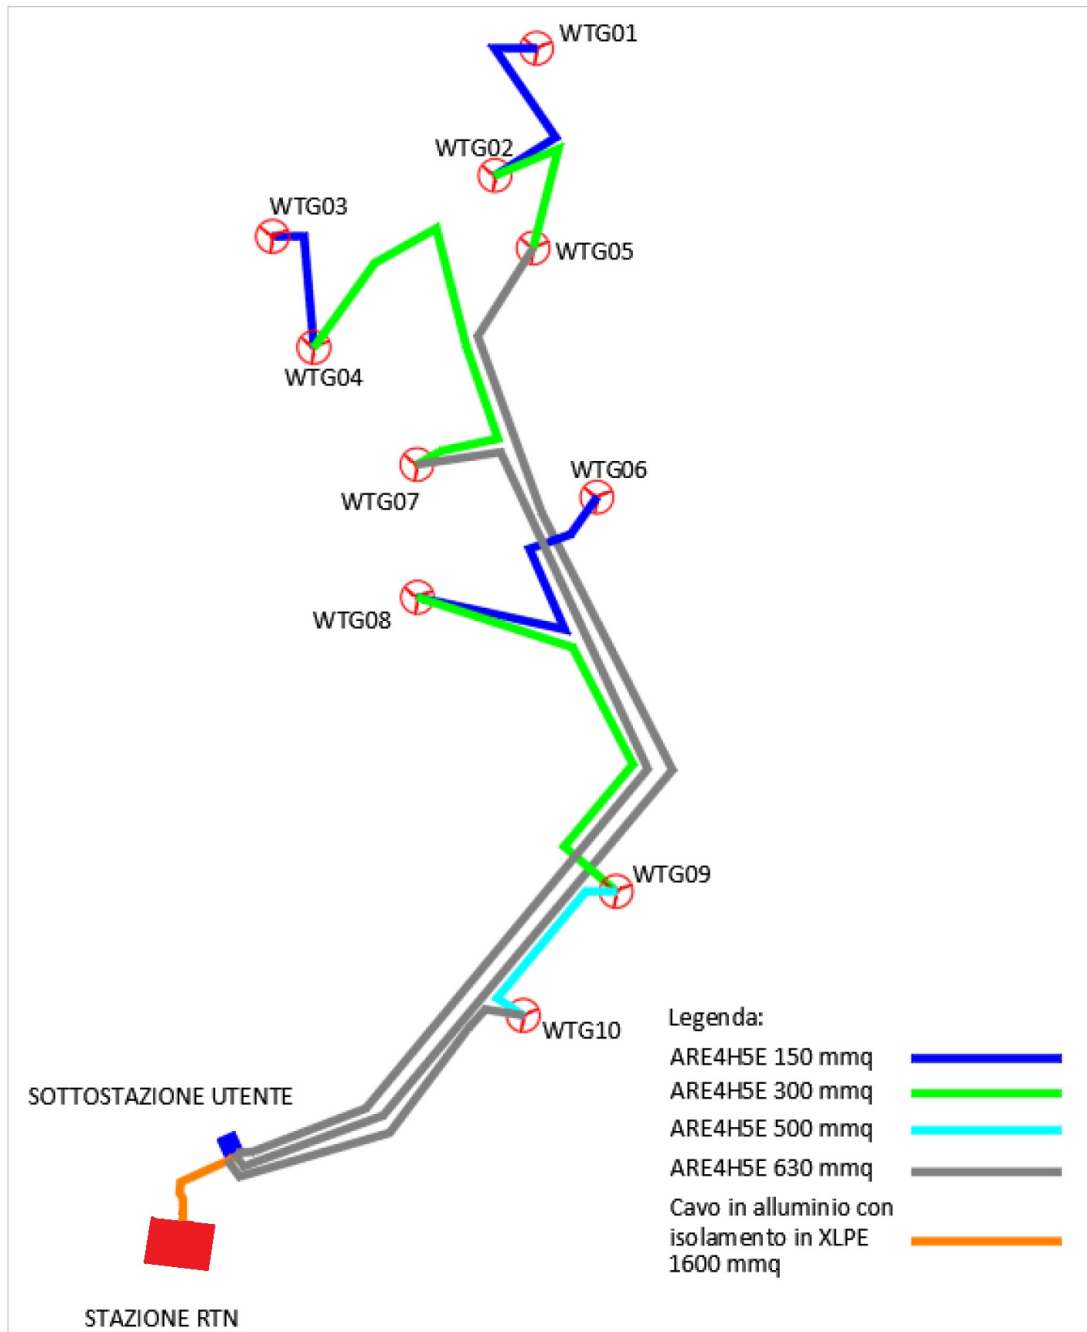 WTG01
WTG02
WTG03
WTG05
WTG04
WTG06
WTG07
WTG08
WTG09
WTG10
SOTTOSTAZIONE UTENTE
STAZIONE RTN
Legenda:
ARE4H5E 150 mmq
ARE4H5E 300 mmq
ARE4H5E 500 mmq
ARE4H5E 630 mmq
Cavo in alluminio con
isolamento in XLPE
1600 mmq